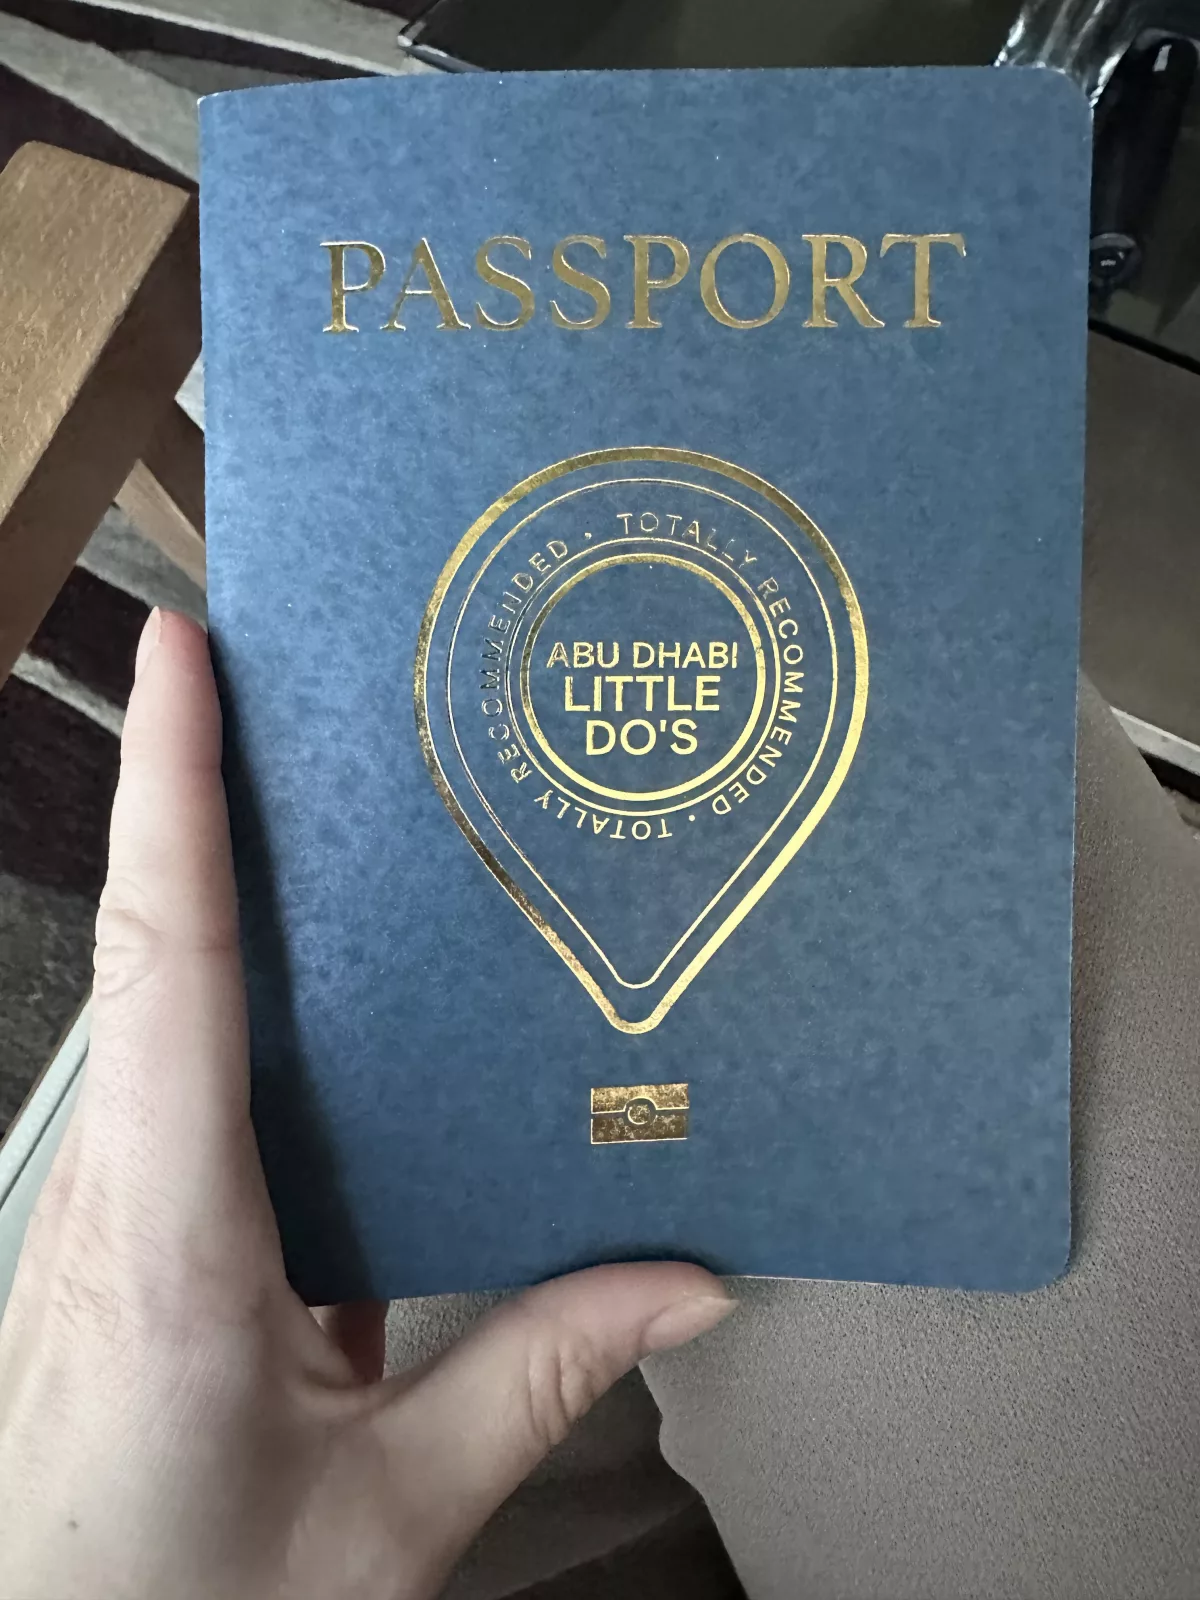 PASSPORT
TOTALLY RECOMMENDED • TOTALLY RECOMMENDED •
ABU DHABI
LITTLE
DO'S